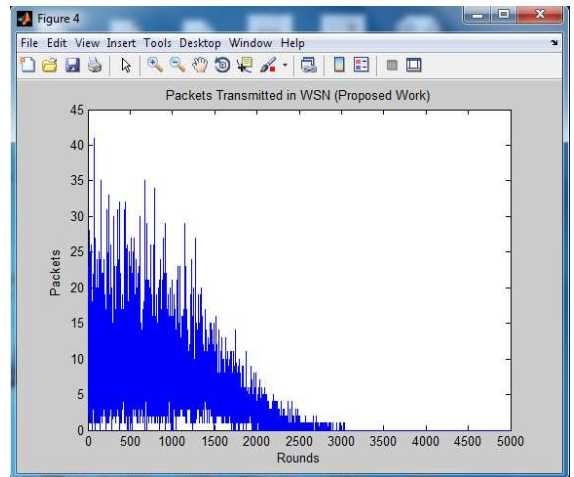 Figure 4
File Edit View Insert Tools Desktop Window Help
Packets Transmitted in WSN (Proposed Work)
45
40
35
30
25
20
15
10
5
0
Packets
0 500 1000 1500 2000 2500 3000 3500 4000 4500 5000
Rounds